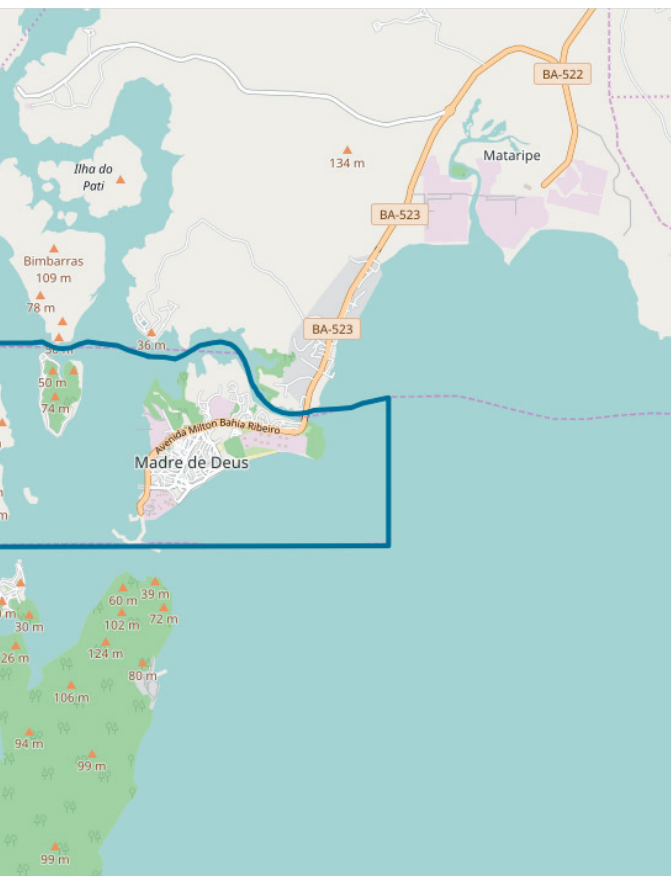 BA-522
Mataripe
134 m
Ilha do
Pati
BA-523
Bimbarras
109 m
78 m
BA-523
36 m
50 m
74 m
Avenida Milton Bahia Ribeiro
Madre de Deus
m
60 m
39 m
m
30 m
102 m
72 m
124 m
26 m
80 m
106 m
94 m
99 m
99 m